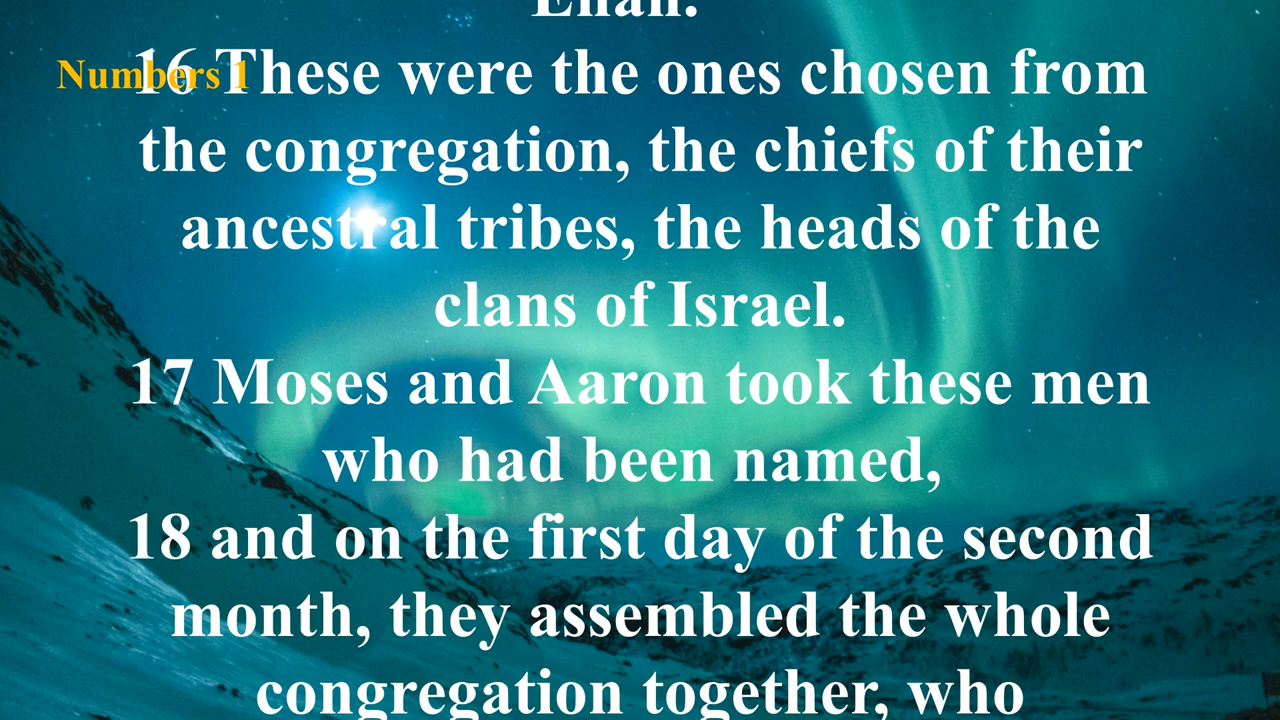 Enan.
Numbers 1
16 These were the ones chosen from
the congregation, the chiefs of their
ancestral tribes, the heads of the
clans of Israel.
17 Moses and Aaron took these men
who had been named,
18 and on the first day of the second
month, they assembled the whole
congregation together, who